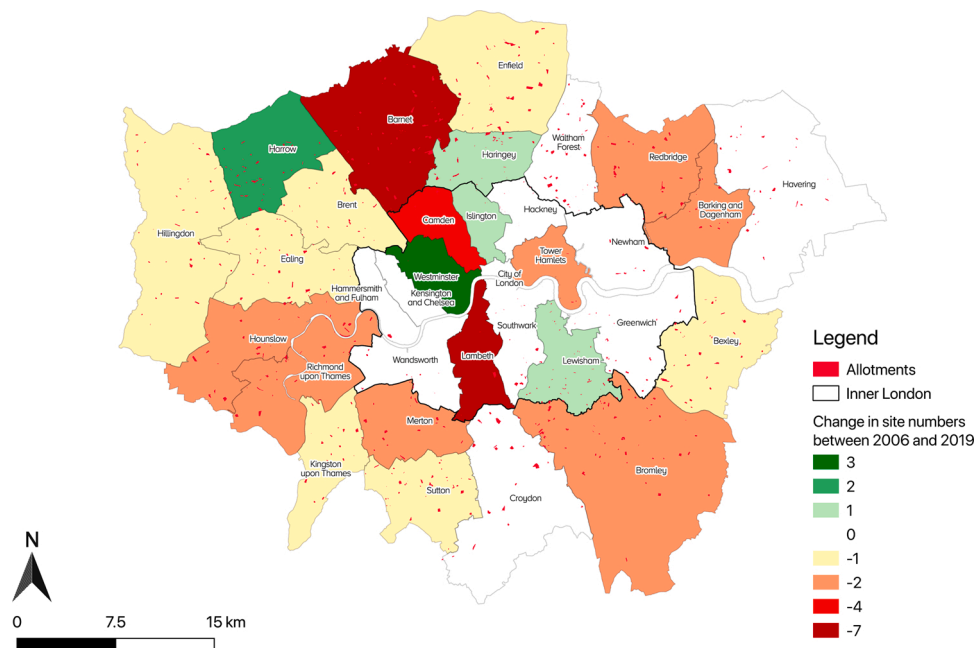 Enfield
Barnet
Waltham
Forest
Harrow
Haringey
Redbridge
Havering
Brent
Barking and
Dagenham
Hackney
Islington
Camden
Hillingdon
Newham
Ealing
Tower
Hamlets
Westminster
City of
London
Hammersmith
and Fulham
Kensington
and Chelsea
Southwark
Greenwich
Hounslow
Bexley
Wandsworth
Lambeth
Lewisham
Richmond
upon Thames
Merton
Kingston
upon Thames
Bromley
Sutton
Croydon
Legend
Allotments
Inner London
Change in site numbers
between 2006 and 2019
3
2
1
0
-1
-2
-4
-7
N
0 7.5 15 km